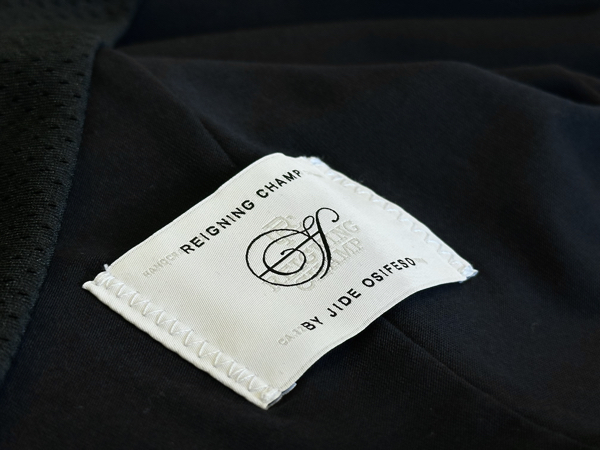 REIGNING CHAMP
BY JIDE OSIFESO